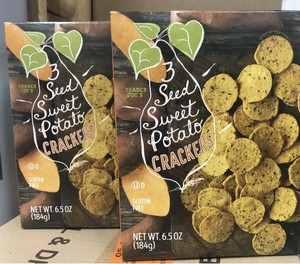 TRADER
JOE'S
3
Seed
Sweet
Potato
CRACKERS
GLUTEN
FREE
NET WT. 6.5 OZ
(184g)
TRADER
JOE'S
3
Seed
Sweet
Potato
CRACKERS
U D
GLUTEN
FREE
NET WT. 6.5 OZ
(184g)
& D